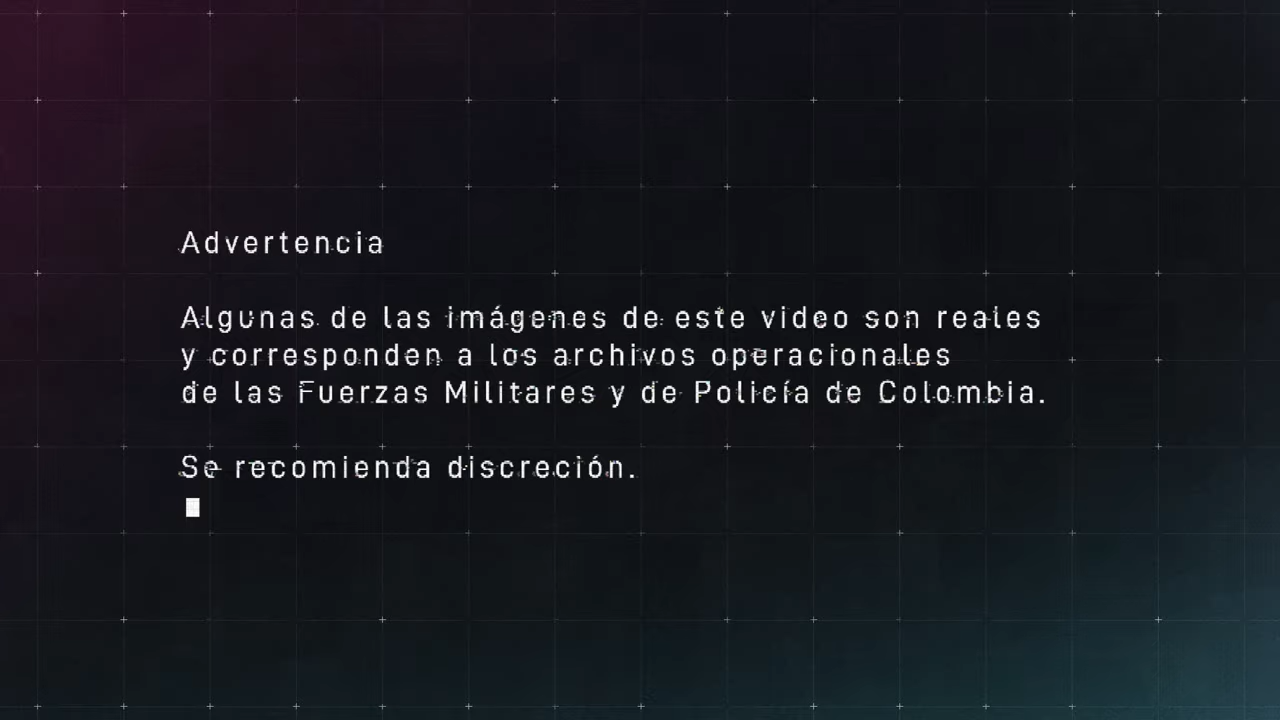 Advertencia
Algunas de las imágenes de este video son reales
y corresponden a los archivos operacionales
de las Fuerzas Militares y de Policía de Colombia.
Se recomienda discreción.